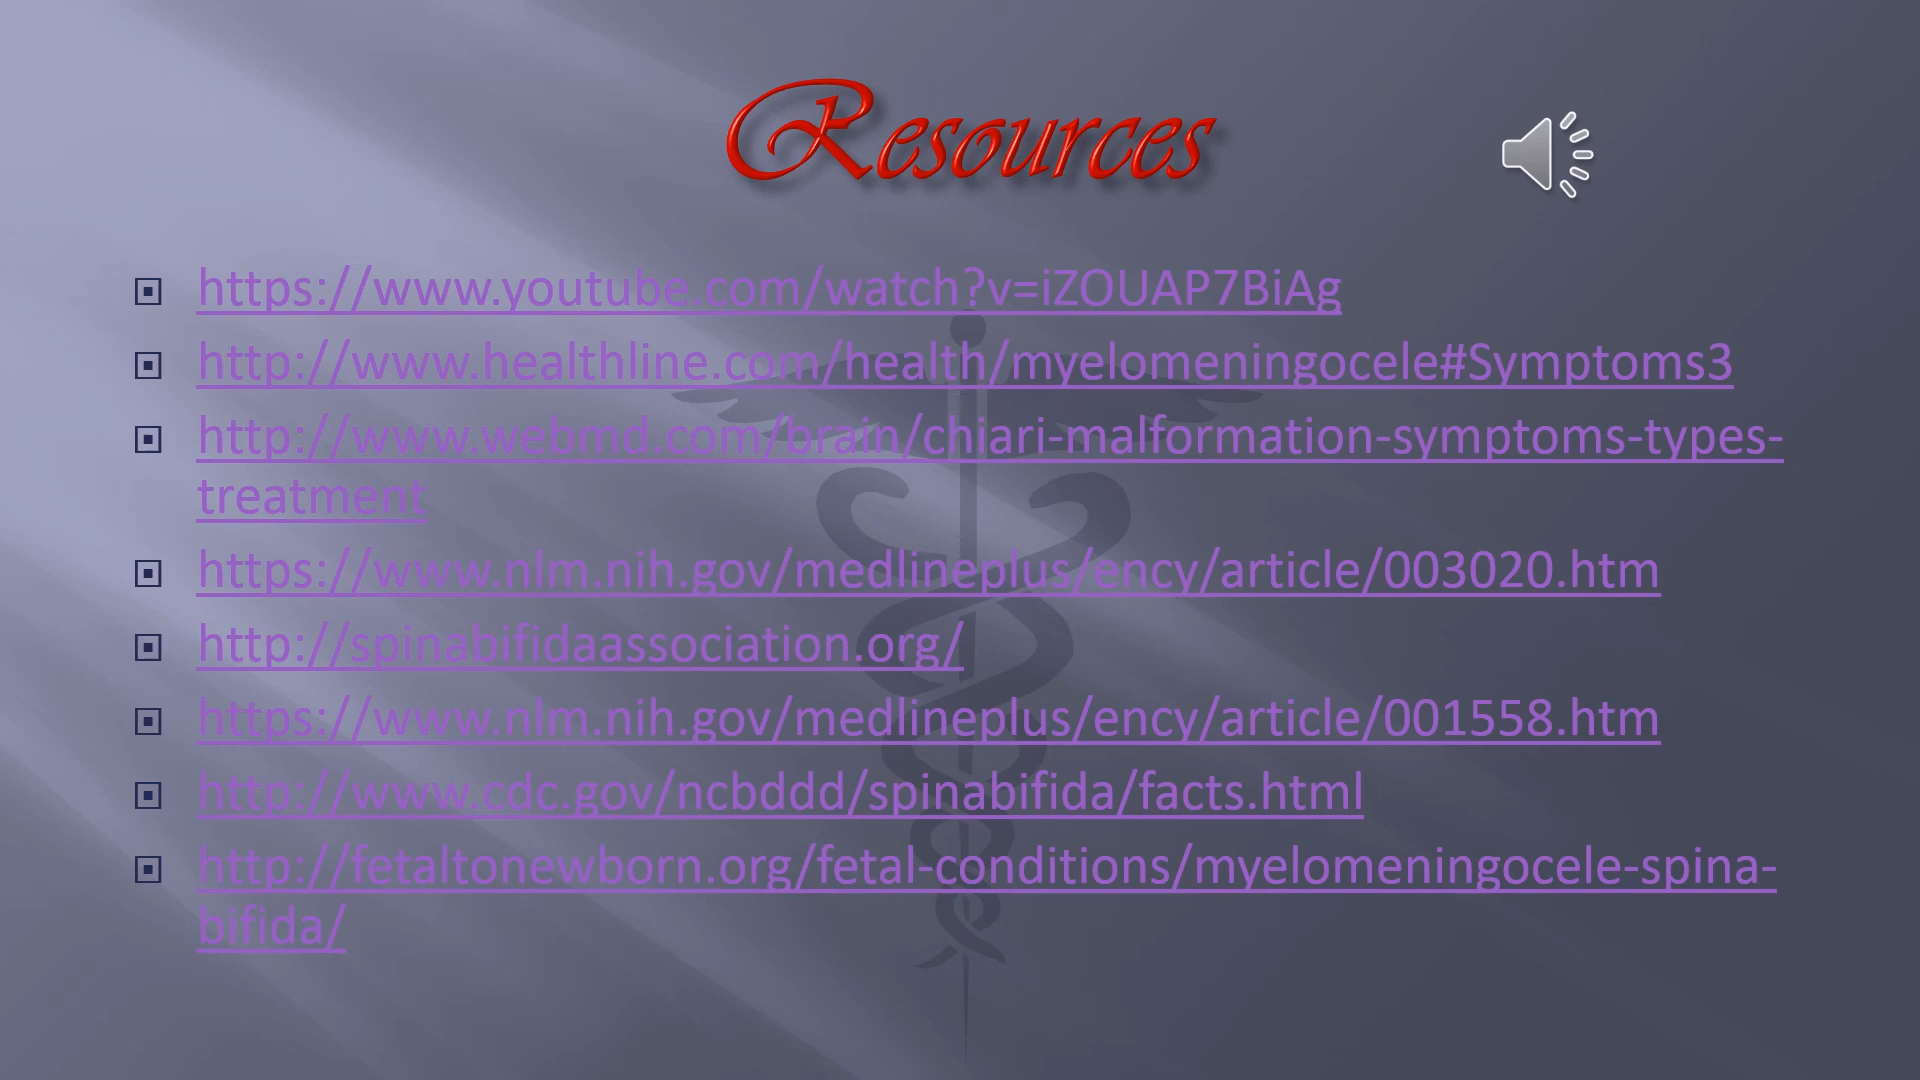 Resources
https://www.youtube.com/watch?v=iZOUAP7BiAg
http://www.healthline.com/health/myelomeningocele#Symptoms3
http://www.webmd.com/brain/chiari-malformation-symptoms-types-
treatment
https://www.nlm.nih.gov/medlineplus/ency/article/003020.htm
http://spinabifidaassociation.org/
https://www.nlm.nih.gov/medlineplus/ency/article/001558.htm
http://www.cdc.gov/ncbddd/spinabifida/facts.html
http://fetaltonewborn.org/fetal-conditions/myelomeningocele-spina-
bifida/